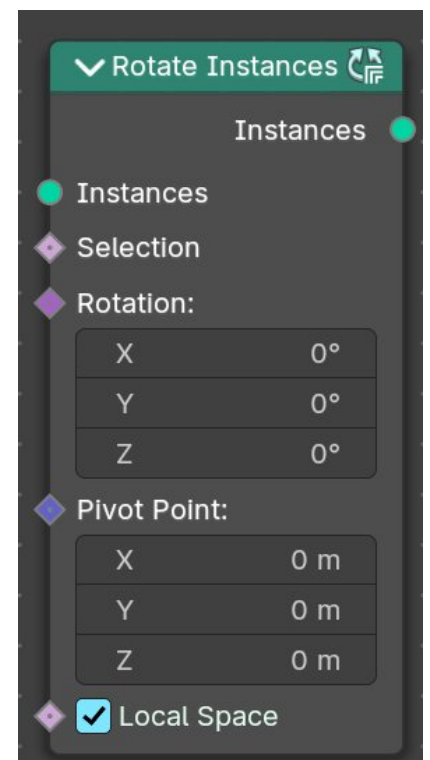 Rotate Instances
Instances
Instances
Selection
Rotation:
X 0°
Y 0°
Z 0°
Pivot Point:
X 0 m
Y 0 m
Z 0 m
Local Space